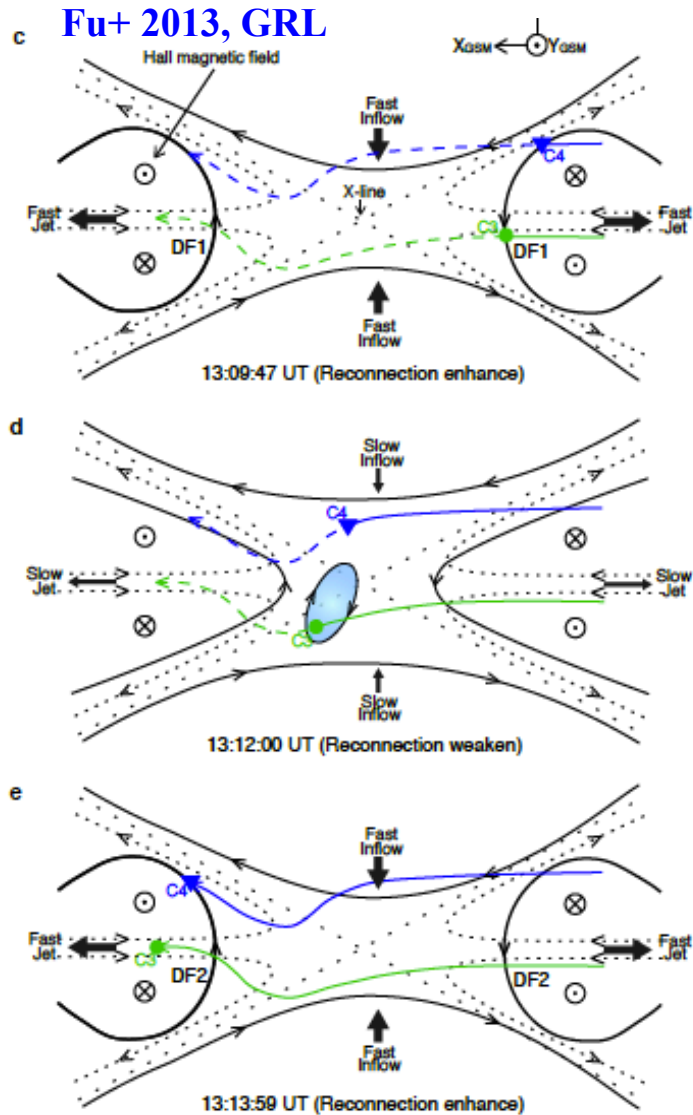 Fu+ 2013, GRL
c
Hall magnetic field
XGSM
YGSM
Fast
Inflow
C4
X-line
Fast
Jet
DF1
C3
DF1
Fast
Jet
Fast
Inflow
13:09:47 UT (Reconnection enhance)
d
Slow
Inflow
C4
Slow
Jet
C3
Slow
Jet
Slow
Inflow
13:12:00 UT (Reconnection weaken)
e
Fast
Inflow
C4
Fast
Jet
C3
DF2
DF2
Fast
Jet
Fast
Inflow
13:13:59 UT (Reconnection enhance)